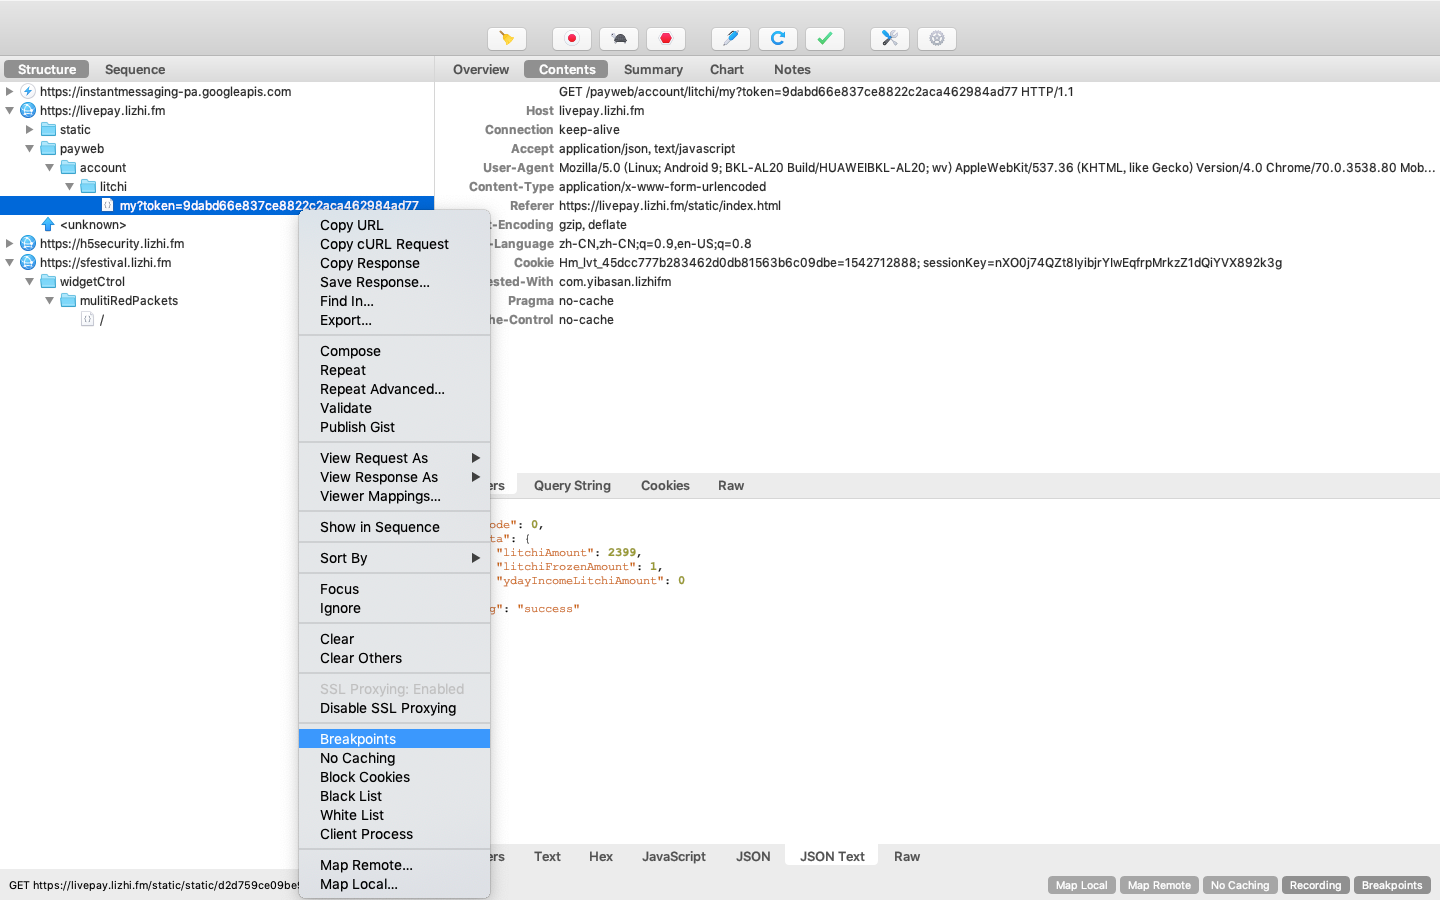 Structure Sequence
Overview Contents Summary Chart Notes
https://instantmessaging-pa.googleapis.com
https://livepay.lizhi.fm
static
payweb
account
litchi
my?token=9dabd66e837ce8822c2aca462984ad77
<unknown>
https://h5security.lizhi.fm
https://sfestival.lizhi.fm
widgetCtrol
mulitiRedPackets
/
GET https://livepay.lizhi.fm/static/static/d2d759ce09be
Copy URL
Copy cURL Request
Copy Response
Save Response...
Find In...
Export...
Compose
Repeat
Repeat Advanced...
Validate
Publish Gist
View Request As
View Response As
Viewer Mappings...
Show in Sequence
Sort By
Focus
Ignore
Clear
Clear Others
SSL Proxying: Enabled
Disable SSL Proxying
Breakpoints
No Caching
Block Cookies
Black List
White List
Client Process
Map Remote...
Map Local...
GET /payweb/account/litchi/my?token=9dabd66e837ce8822c2aca462984ad77 HTTP/1.1
Host livepay.lizhi.fm
Connection keep-alive
Accept application/json, text/javascript
User-Agent Mozilla/5.0 (Linux; Android 9; BKL-AL20 Build/HUAWEIBKL-AL20; wv) AppleWebKit/537.36 (KHTML, like Gecko) Version/4.0 Chrome/70.0.3538.80 Mob...
Content-Type application/x-www-form-urlencoded
Referer https://livepay.lizhi.fm/static/index.html
t-Encoding gzip, deflate
-Language zh-CN,zh-CN;q=0.9,en-US;q=0.8
Cookie Hm_lvt_45dcc777b283462d0db81563b6c09dbe=1542712888; sessionKey=nXO0j74QZt8IyibjrYIwEqfrpMrkzZ1dQiYVX892k3g
ested-With com.yibasan.lizhifm
Pragma no-cache
he-Control no-cache
ers Query String Cookies Raw
ode": 0,
ta": {
"litchiAmount": 2399,
"litchiFrozenAmount": 1,
"ydayIncomeLitchiAmount": 0
g": "success"
ers Text Hex JavaScript JSON JSON Text Raw
Map Local Map Remote No Caching Recording Breakpoints